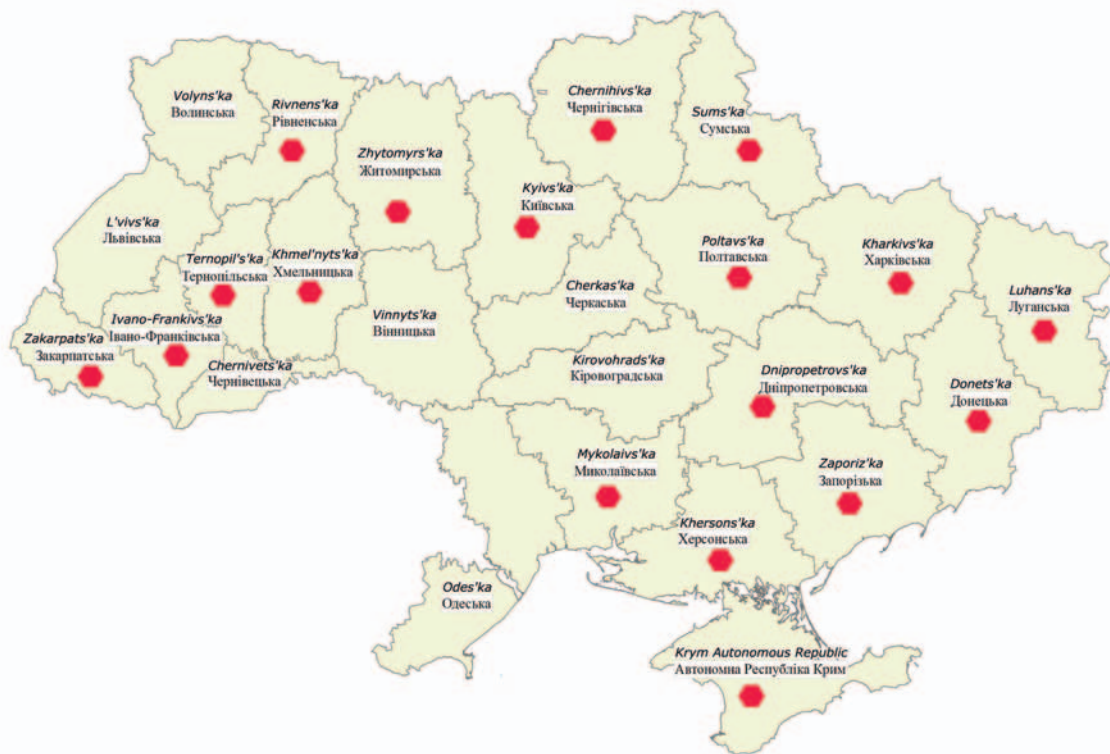 Volyns'ka
Волинська
Rivnens'ka
Рівненська
Zhytomyrs'ka
Житомирська
Chernihivs'ka
Чернігівська
Sums'ka
Сумська
Kyivs'ka
Київська
L'vivs'ka
Львівська
Ternopil's'ka
Тернопільська
Khmel'nyts'ka
Хмельницька
Poltavs'ka
Полтавська
Kharkivs'ka
Харківська
Luhans'ka
Луганська
Cherkas'ka
Черкаська
Zakarpats'ka
Закарпатська
Ivano-Frankivs'ka
Івано-Франківська
Chernivets'ka
Чернівецька
Vinnyts'ka
Вінницька
Kirovohrads'ka
Кіровоградська
Dnipropetrovs'ka
Дніпропетровська
Donets'ka
Донецька
Mykolaivs'ka
Миколаївська
Zaporiz'ka
Запорізька
Khersons'ka
Херсонська
Odes'ka
Одеська
Krym Autonomous Republic
Автономна Республіка Крим